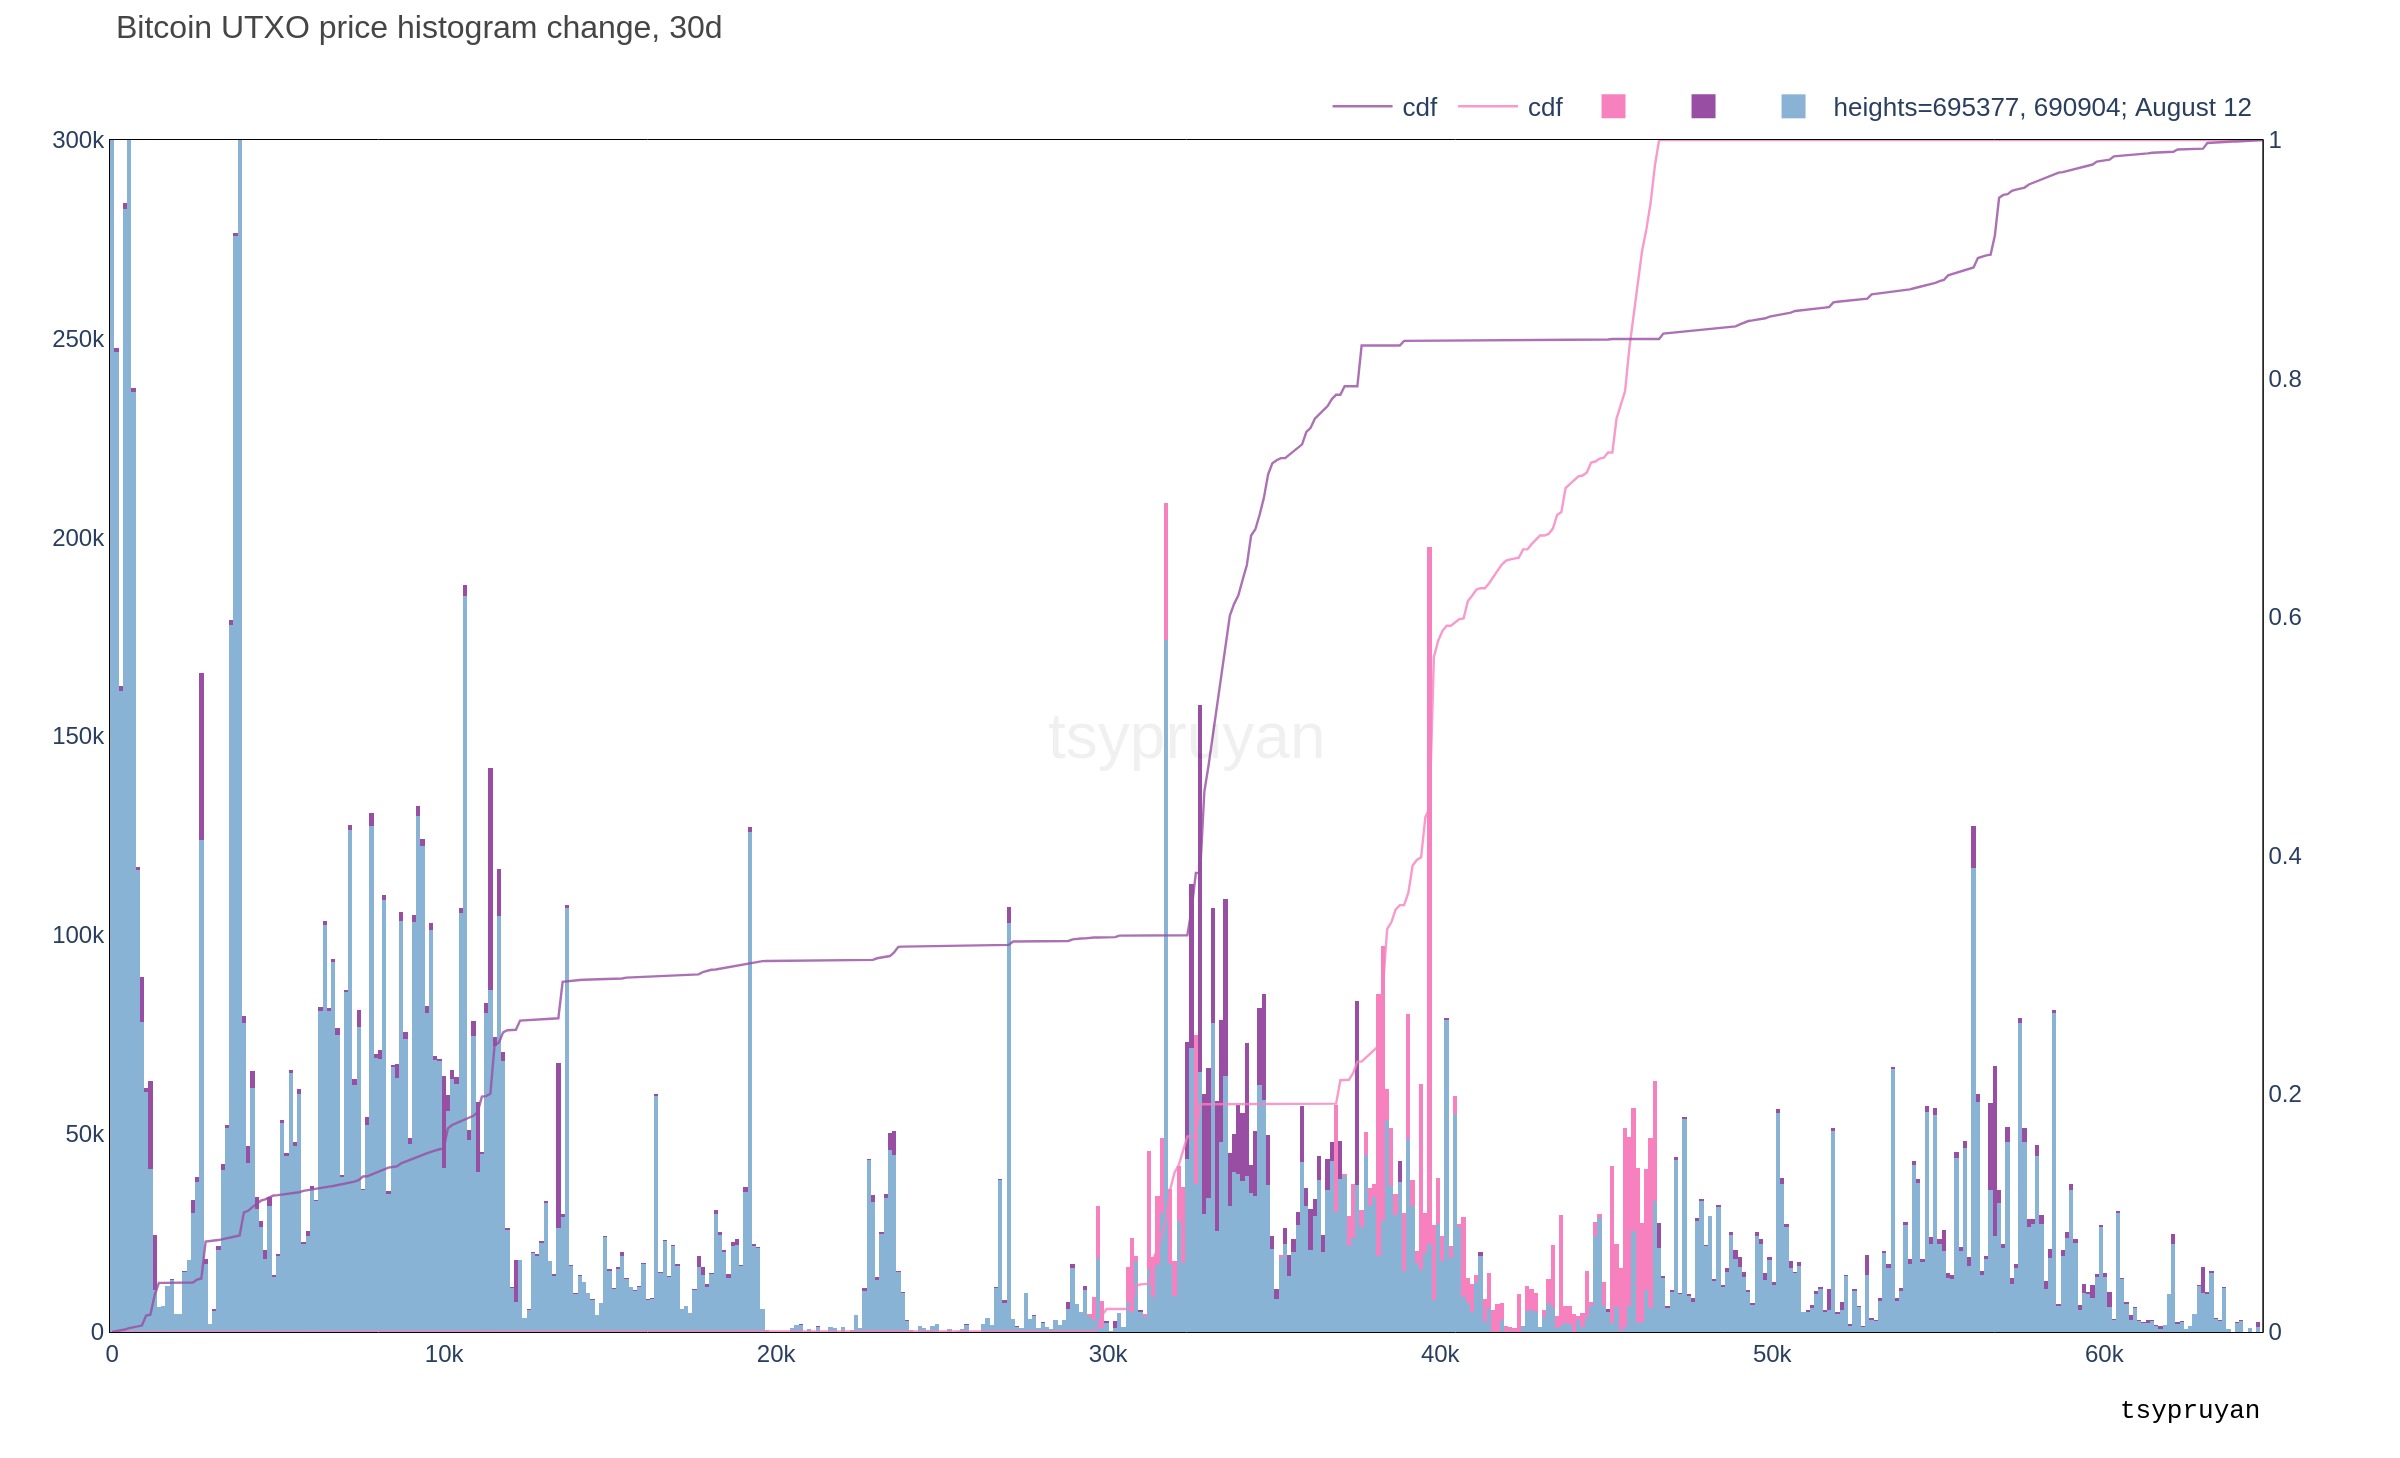 Bitcoin UTXO price histogram change, 30d
cdf cdf heights=695377, 690904; August 12
300k 1
250k
0.8
200k
0.6
150k
tsypruyan
0.4
100k
0.2
50k
0 0
0 10k 20k 30k 40k 50k 60k
tsypruyan